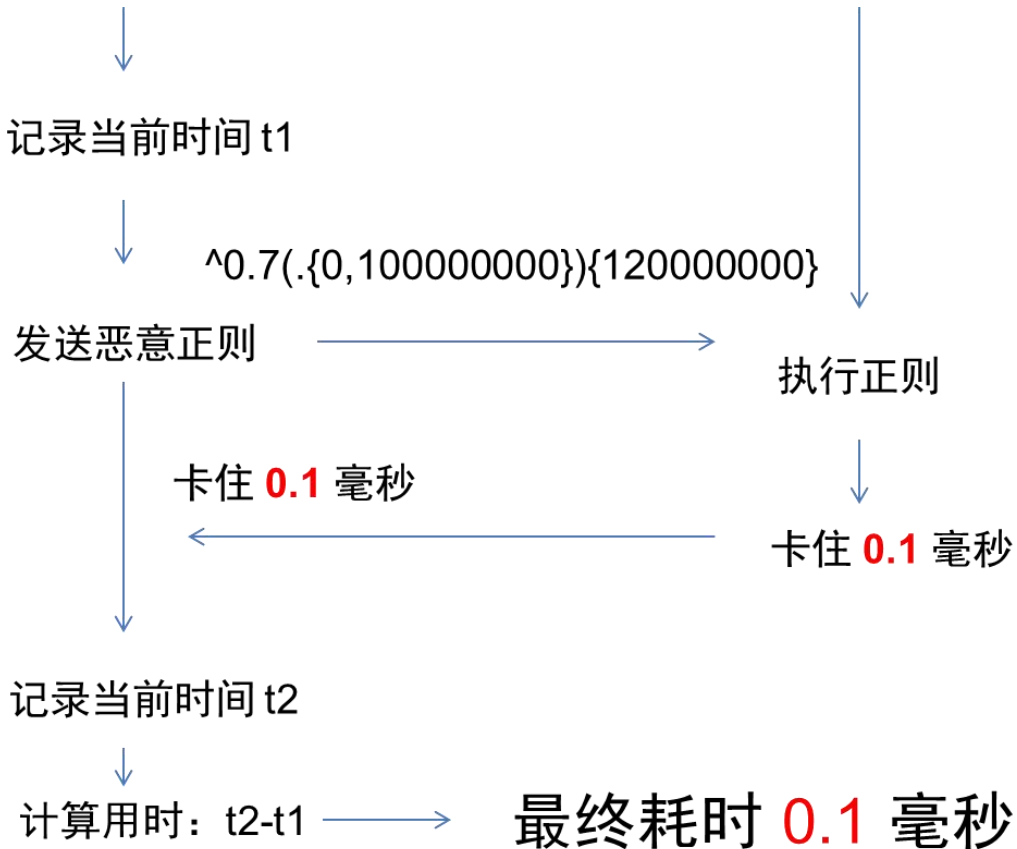 记录当前时间 t1
^0.7(.{0,100000000}){120000000}
发送恶意正则
执行正则
卡住 0.1 毫秒
卡住 0.1 毫秒
记录当前时间 t2
计算用时：t2-t1
最终耗时 0.1 毫秒